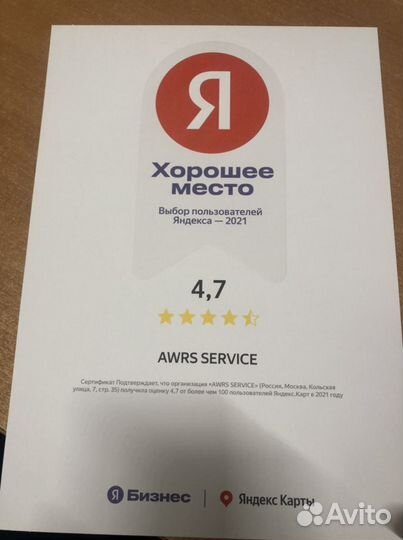 Я
Хорошее
место
Выбор пользователей
Яндекса — 2021
4,7
AWRS SERVICE
Сертификат Подтверждает, что организация «AWRS SERVICE» (Россия, Москва, Кольская
улица, 7, стр. 35) получила оценку 4.7 от более чем 100 пользователей Яндекс.Карт в 2021 году
Я Бизнес | Яндекс Карты
Avito